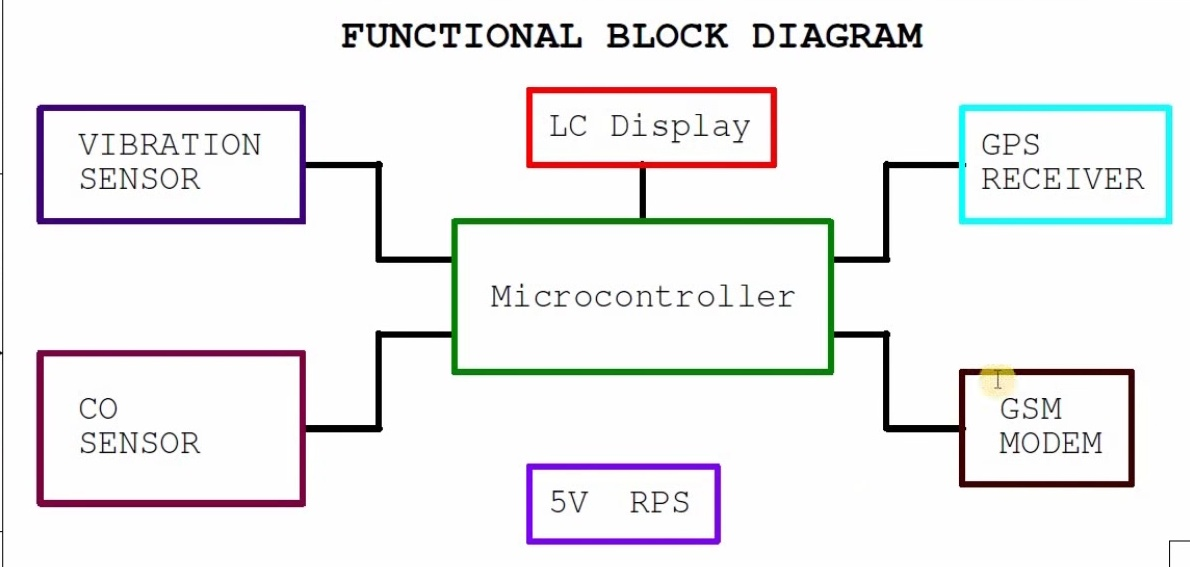 FUNCTIONAL BLOCK DIAGRAM
VIBRATION
SENSOR
LC Display
GPS
RECEIVER
Microcontroller
CO
SENSOR
GSM
MODEM
5V RPS